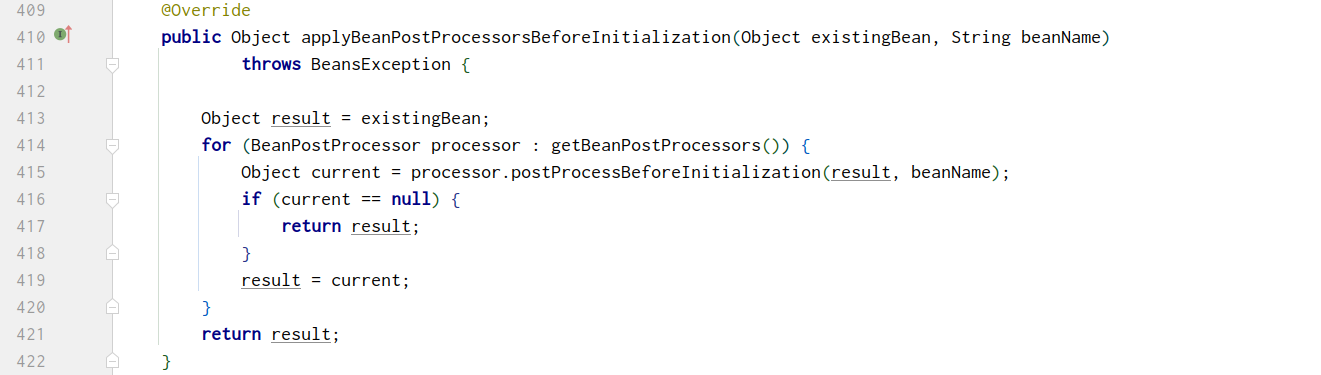 409 @Override
410 public Object applyBeanPostProcessorsBeforeInitialization(Object existingBean, String beanName)
411 throws BeansException {
412
413 Object result = existingBean;
414 for (BeanPostProcessor processor : getBeanPostProcessors()) {
415 Object current = processor.postProcessBeforeInitialization(result, beanName);
416 if (current == null) {
417 return result;
418 }
419 result = current;
420 }
421 return result;
422 }